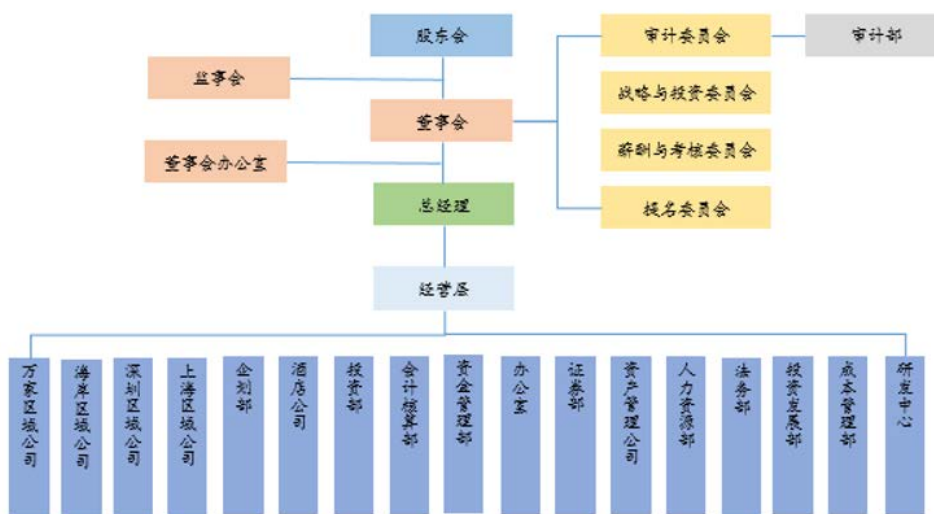 股东会
审计委员会
审计部
监事会
战略与投资委员会
董事会
薪酬与考核委员会
董事会办公室
总经理
提名委员会
经营层
万家区域公司
海岸区域公司
深圳区域公司
上海区域公司
企划部
酒店公司
投资部
会计核算部
资金管理部
办公室
证券部
资产管理公司
人力资源部
法务部
投资发展部
成本管理部
研发中心